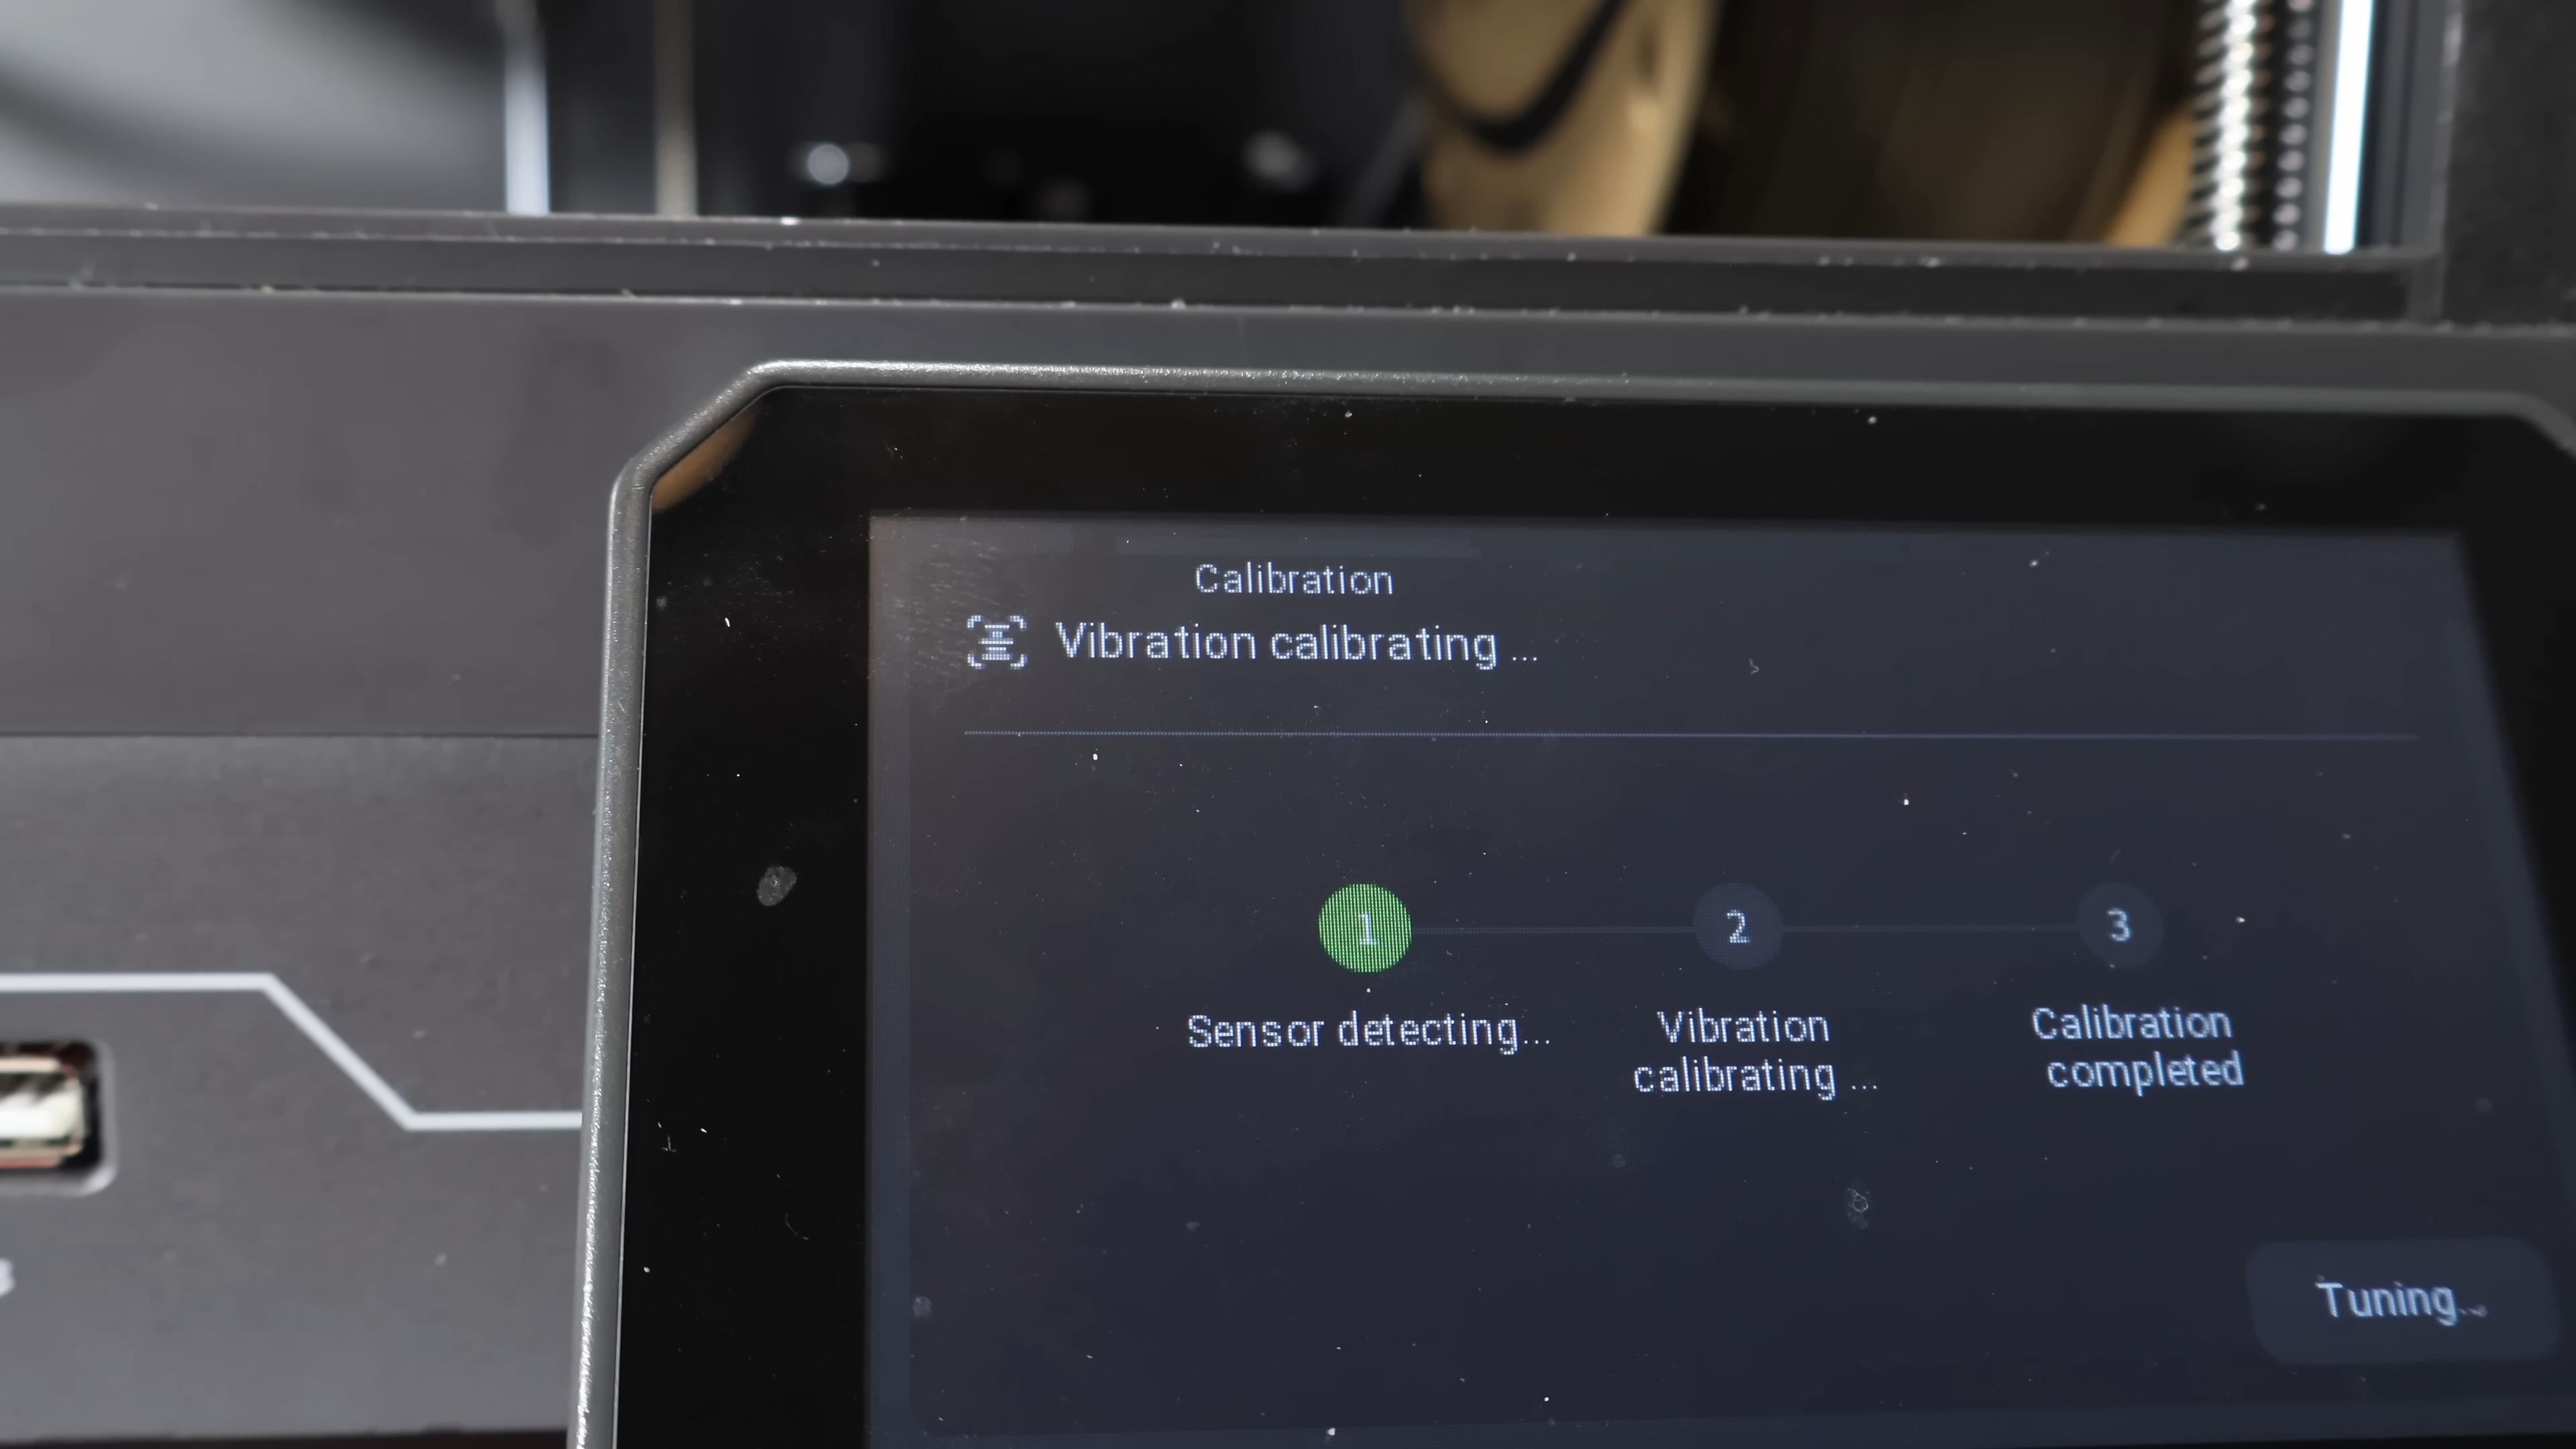 Calibration
Vibration calibrating ...
1
2
3
Sensor detecting...
Vibration
calibrating ...
Calibration
completed
Tuning...